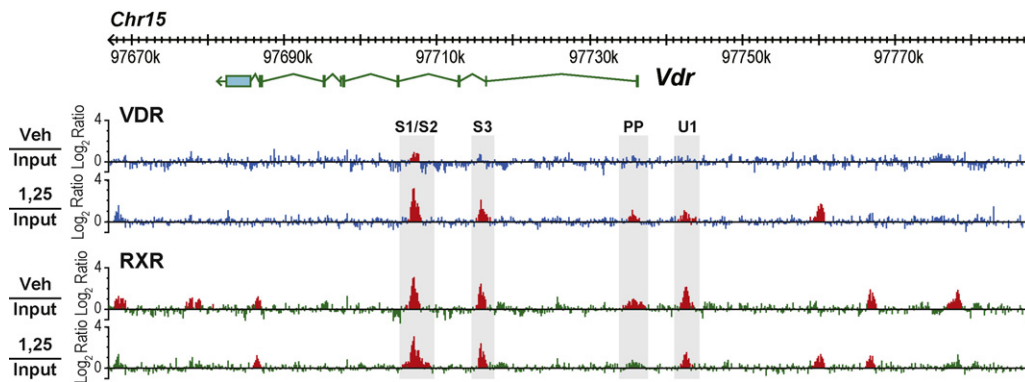 Chr15
97670k 97690k 97710k 97730k 97750k 97770k
Vdr
VDR
S1/S2 S3 PP U1
Veh
Input
Log2 Ratio
4
0
1,25
Input
Log2 Ratio
4
0
RXR
Veh
Input
Log2 Ratio
4
0
1,25
Input
Log2 Ratio
4
0